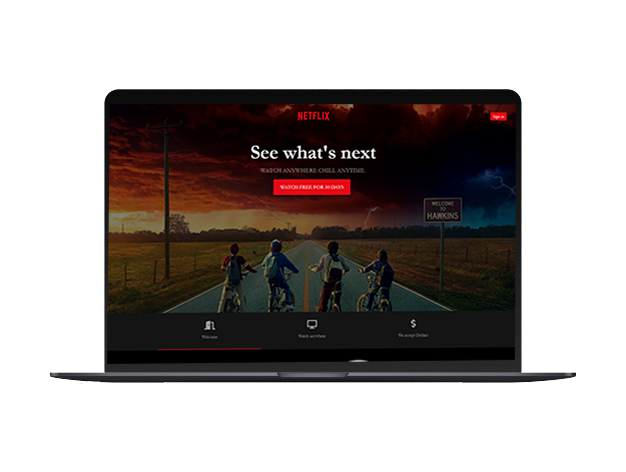 NETFLIX
Sign in
See what's next
WATCH ANYWHERE CHILL ANYTIME.
WATCH FREE FOR 30 DAYS
WELCOME
TO
HAWKINS
Welcome
Watch anywhere
$
We accept Dollars